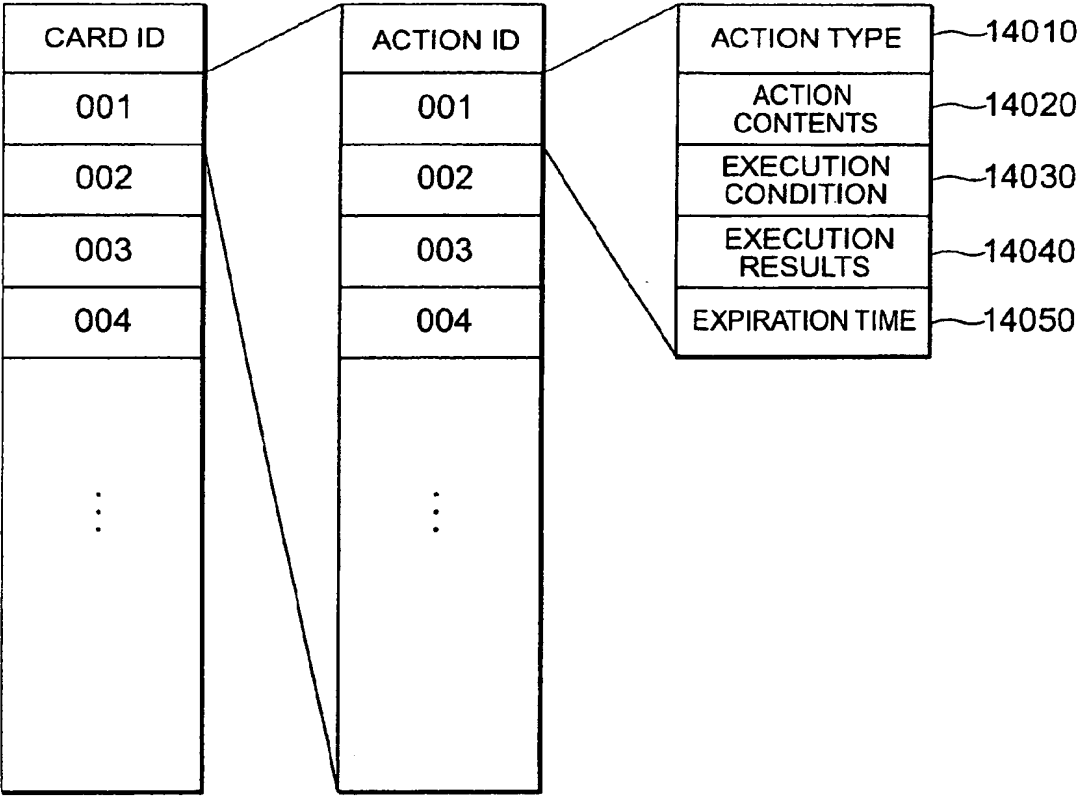 CARD ID
001
002
003
004
ACTION ID
001
002
003
004
ACTION TYPE
14010
ACTION
CONTENTS
14020
EXECUTION
CONDITION
14030
EXECUTION
RESULTS
14040
EXPIRATION TIME
14050